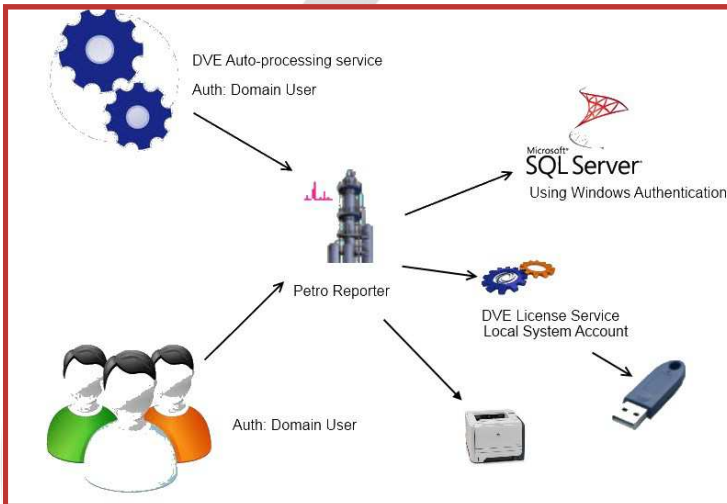 DVE Auto-processing service
Auth: Domain User
Microsoft®
SQL Server
Using Windows Authentication
Petro Reporter
DVE License Service
Local System Account
Auth: Domain User